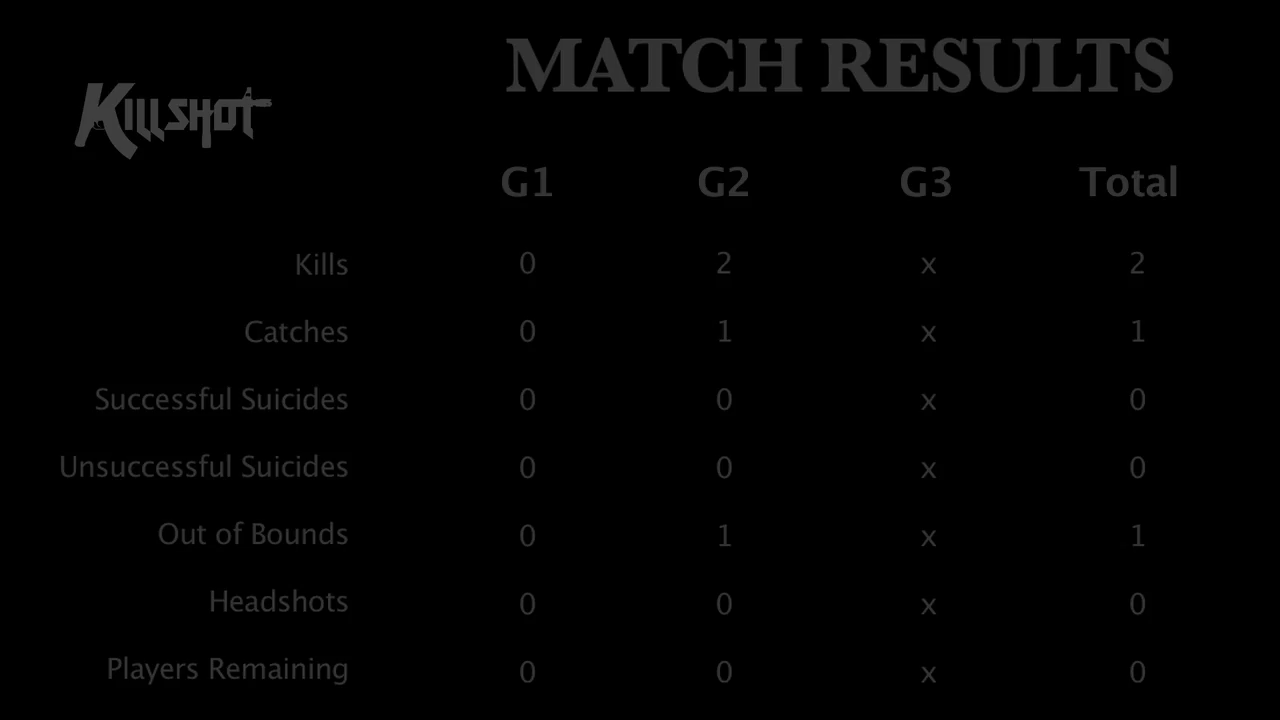 MATCH RESULTS
Killshot
G1 G2 G3 Total
Kills 0 2 x 2
Catches 0 1 x 1
Successful Suicides 0 0 x 0
Unsuccessful Suicides 0 0 x 0
Out of Bounds 0 1 x 1
Headshots 0 0 x 0
Players Remaining 0 0 x 0